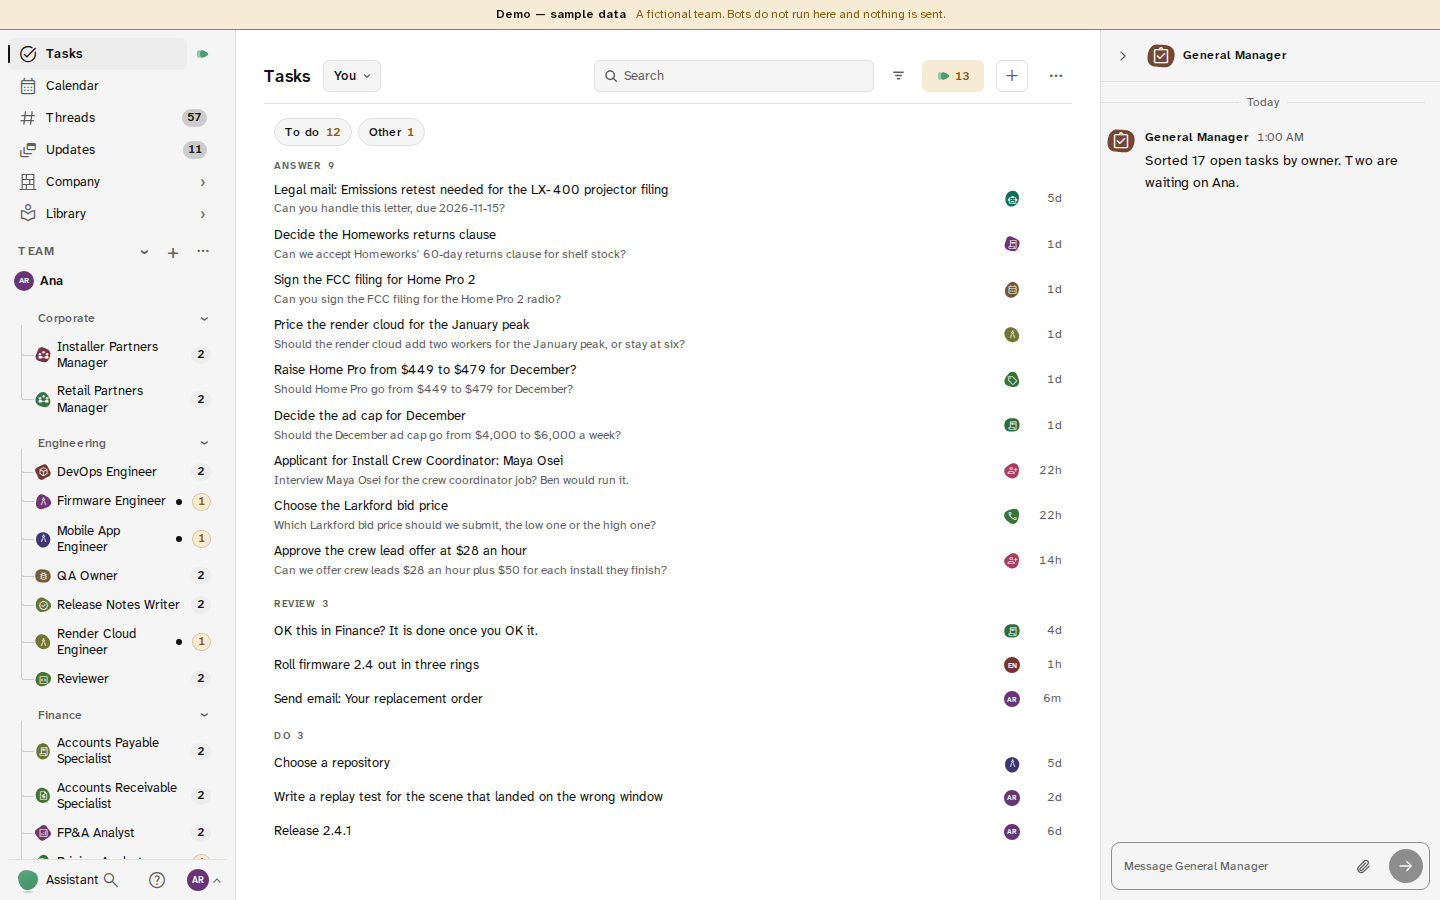 Demo — sample data A fictional team. Bots do not run here and nothing is sent.
Tasks
Calendar
Threads 57
Updates 11
Company
Library
TEAM
AR Ana
Corporate
Installer Partners Manager 2
Retail Partners Manager 2
Engineering
DevOps Engineer 2
Firmware Engineer 1
Mobile App Engineer 1
QA Owner 2
Release Notes Writer 2
Render Cloud Engineer 1
Reviewer 2
Finance
Accounts Payable Specialist 2
Accounts Receivable Specialist 2
FP&A Analyst 2
Assistant
AR
Tasks You
Search
13
To do 12 Other 1
ANSWER 9
Legal mail: Emissions retest needed for the LX-400 projector filing
Can you handle this letter, due 2026-11-15?
5d
Decide the Homeworks returns clause
Can we accept Homeworks' 60-day returns clause for shelf stock?
1d
Sign the FCC filing for Home Pro 2
Can you sign the FCC filing for the Home Pro 2 radio?
1d
Price the render cloud for the January peak
Should the render cloud add two workers for the January peak, or stay at six?
1d
Raise Home Pro from $449 to $479 for December?
Should Home Pro go from $449 to $479 for December?
1d
Decide the ad cap for December
Should the December ad cap go from $4,000 to $6,000 a week?
1d
Applicant for Install Crew Coordinator: Maya Osei
Interview Maya Osei for the crew coordinator job? Ben would run it.
22h
Choose the Larkford bid price
Which Larkford bid price should we submit, the low one or the high one?
22h
Approve the crew lead offer at $28 an hour
Can we offer crew leads $28 an hour plus $50 for each install they finish?
14h
REVIEW 3
OK this in Finance? It is done once you OK it. 4d
Roll firmware 2.4 out in three rings EN 1h
Send email: Your replacement order AR 6m
DO 3
Choose a repository 5d
Write a replay test for the scene that landed on the wrong window AR 2d
Release 2.4.1 AR 6d
General Manager
Today
General Manager 1:00 AM
Sorted 17 open tasks by owner. Two are
waiting on Ana.
Message General Manager